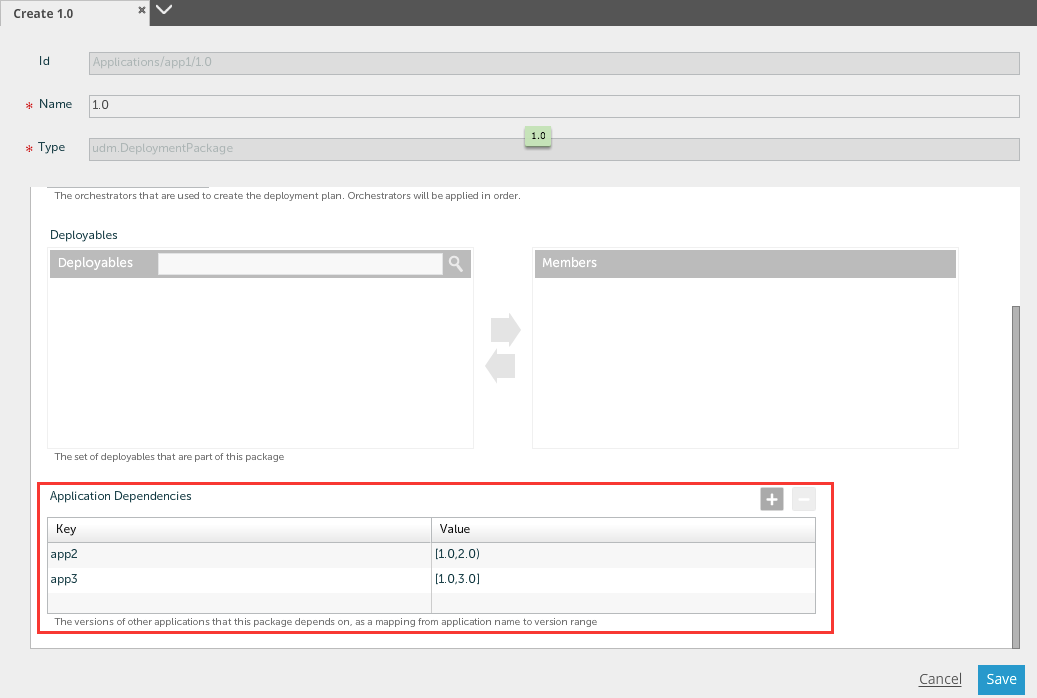 Create 1.0
Id Applications/app1/1.0
* Name 1.0
1.0
* Type udm.DeploymentPackage
The orchestrators that are used to create the deployment plan. Orchestrators will be applied in order.
Deployables
Deployables Members
The set of deployables that are part of this package
Application Dependencies
Key Value
app2 [1.0,2.0)
app3 [1.0,3.0]
The versions of other applications that this package depends on, as a mapping from application name to version range
Cancel Save